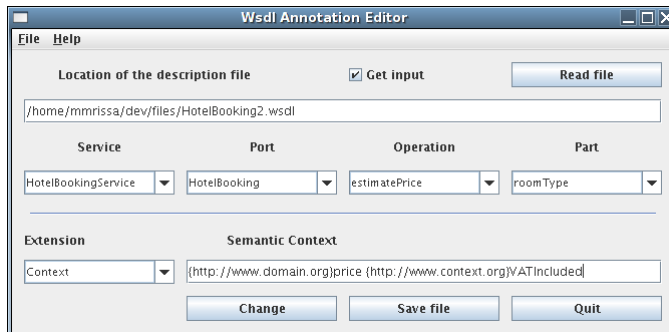 Wsdl Annotation Editor
File Help
Location of the description file Get input Read file
/home/mmrissa/dev/files/HotelBooking2.wsdl
Service Port Operation Part
HotelBookingService HotelBooking estimatePrice roomType
Extension Semantic Context
Context {http://www.domain.org}price {http://www.context.org}VATIncluded
Change Save file Quit